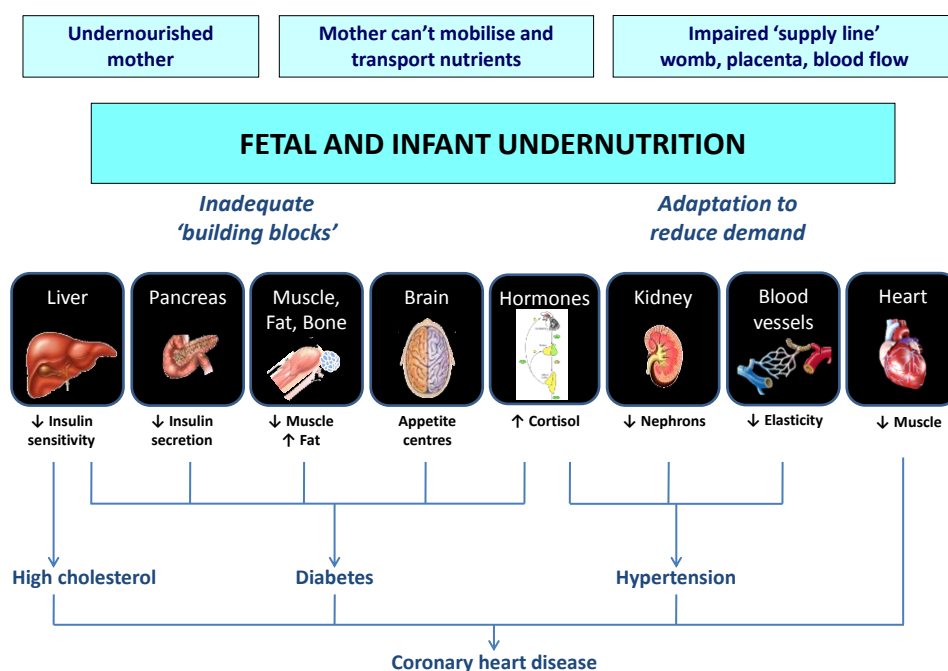 Undernourished
mother
Mother can’t mobilise and
transport nutrients
Impaired ‘supply line’
womb, placenta, blood flow
FETAL AND INFANT UNDERNUTRITION
Inadequate
‘building blocks’
Adaptation to
reduce demand
Liver
Pancreas
Muscle,
Fat, Bone
Brain
Hormones
Kidney
Blood
vessels
Heart
↓ Insulin
sensitivity
↓ Insulin
secretion
↓ Muscle
↑ Fat
Appetite
centres
↑ Cortisol
↓ Nephrons
↓ Elasticity
↓ Muscle
High cholesterol
Diabetes
Hypertension
Coronary heart disease